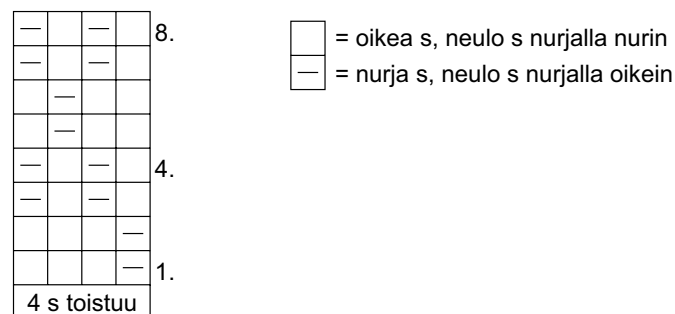 8.
= oikea s, neulo s nurjalla nurin
= nurja s, neulo s nurjalla oikein
4.
1.
4 s toistuu